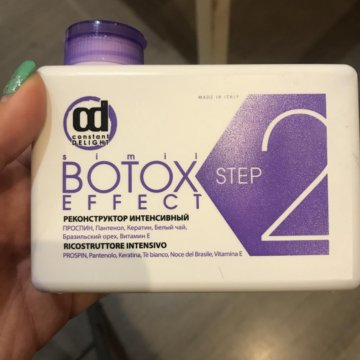 MADE IN ITALY
cd
constant
DELIGHT
simil
BOTOX
EFFECT
STEP
2
РЕКОНСТРУКТОР ИНТЕНСИВНЫЙ
ПРОСПИН, Пантенол, Кератин, Белый чай,
Бразильский орех, Витамин Е
RICOSTRUTTORE INTENSIVO
PROSPIN, Pantenolo, Keratina, Tè bianco, Noce del Brasile, Vitamina E